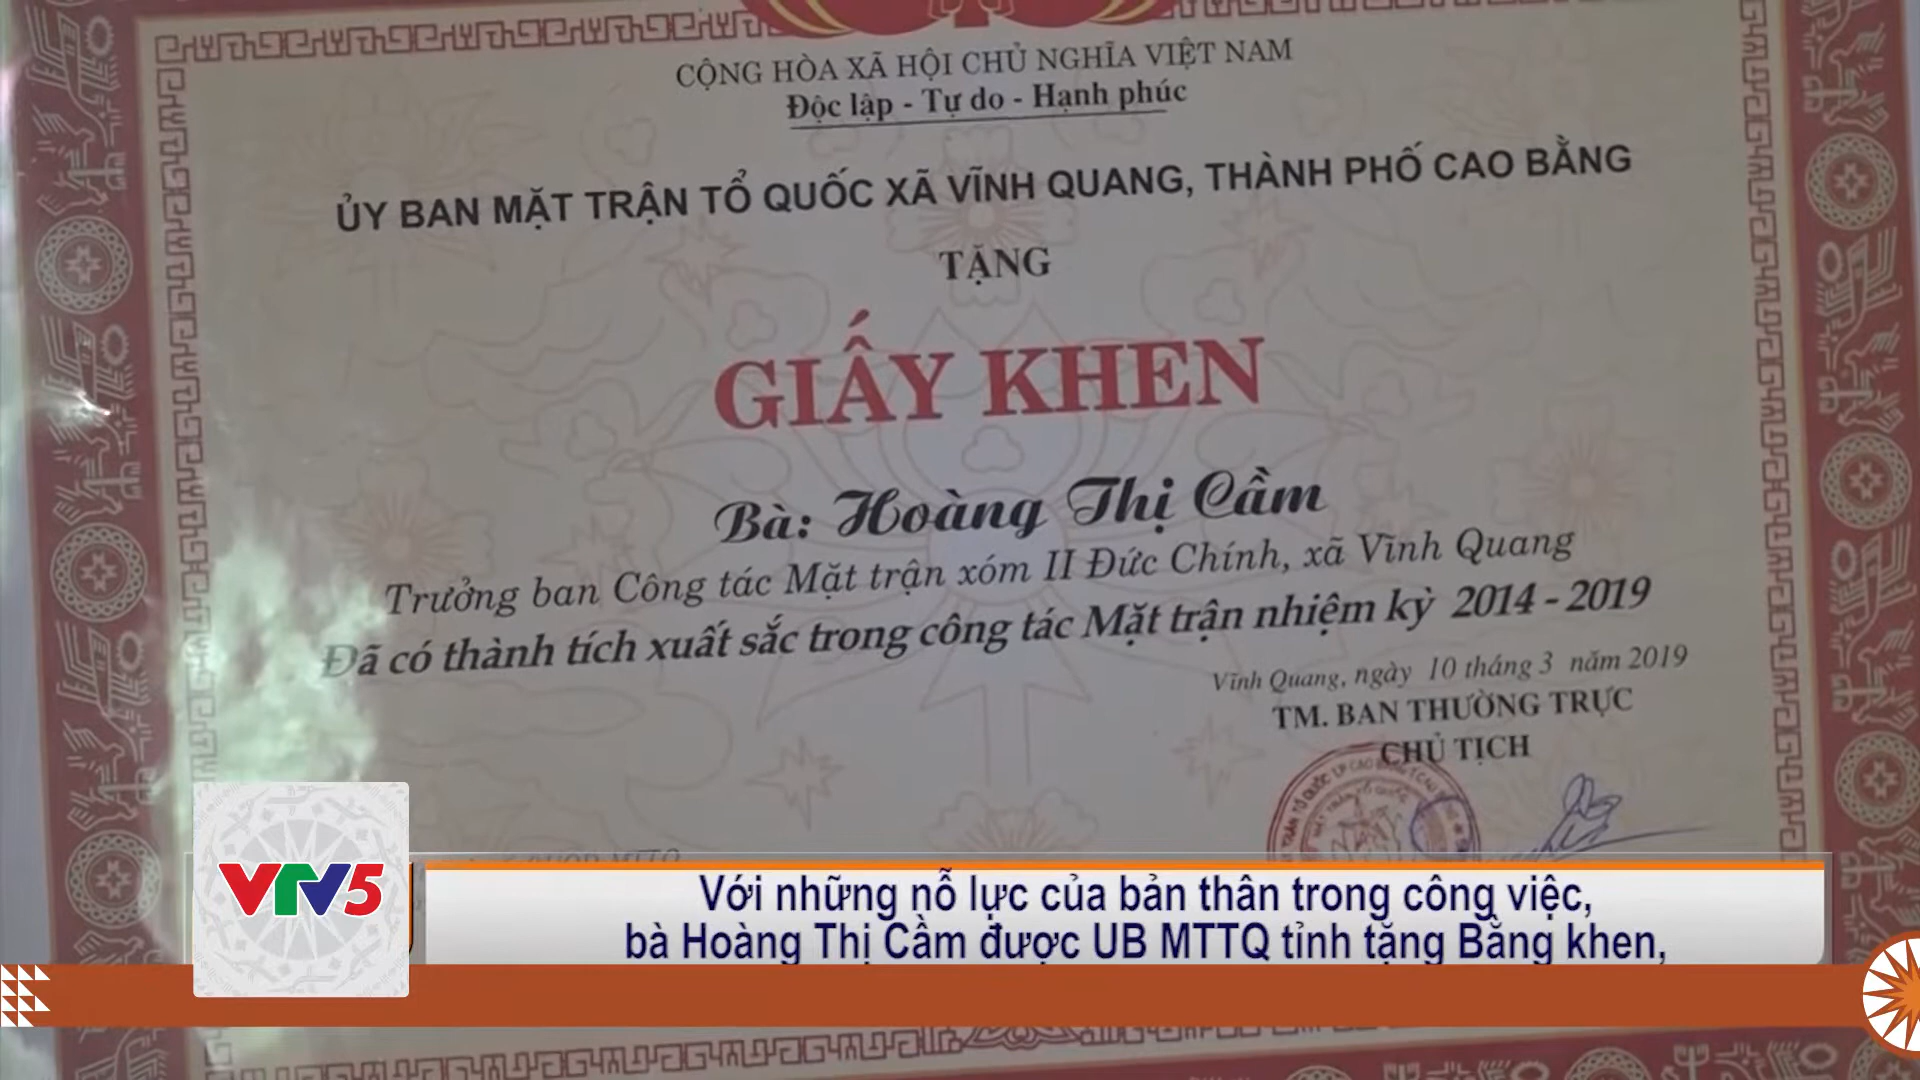 CỘNG HÒA XÃ HỘI CHỦ NGHĨA VIỆT NAM
Độc lập - Tự do - Hạnh phúc
ỦY BAN MẶT TRẬN TỔ QUỐC XÃ VĨNH QUANG, THÀNH PHỐ CAO BẰNG
TẶNG
GIẤY KHEN
Bà: Hoàng Thị Cầm
Trưởng ban Công tác Mặt trận xóm II Đức Chính, xã Vĩnh Quang
Đã có thành tích xuất sắc trong công tác Mặt trận nhiệm kỳ 2014 - 2019
Vĩnh Quang, ngày 10 tháng 3 năm 2019
TM. BAN THƯỜNG TRỰC
CHỦ TỊCH
VTV5
Với những nỗ lực của bản thân trong công việc,
bà Hoàng Thị Cầm được UB MTTQ tỉnh tặng Bằng khen,